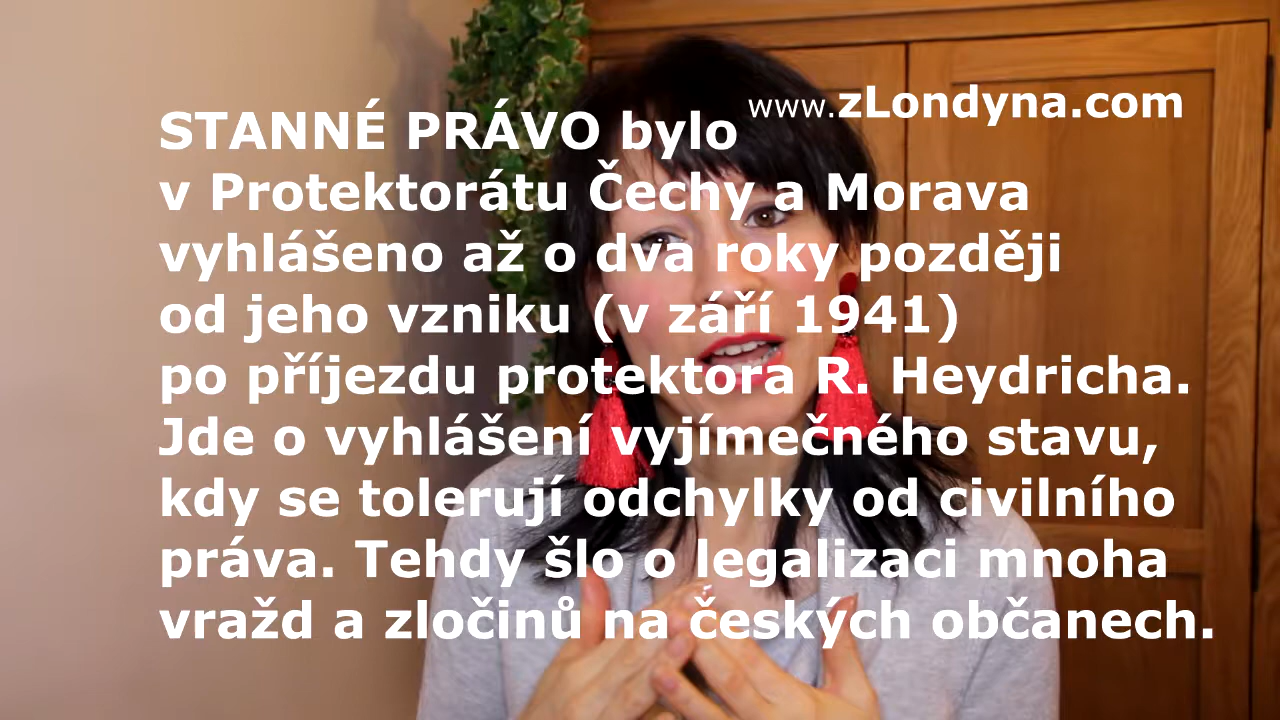 www.zLondyna.com
STANNÉ PRÁVO bylo
v Protektorátu Čechy a Morava
vyhlášeno až o dva roky později
od jeho vzniku (v září 1941)
po příjezdu protektora R. Heydricha.
Jde o vyhlášení vyjímečného stavu,
kdy se tolerují odchylky od civilního
práva. Tehdy šlo o legalizaci mnoha
vražd a zločinů na českých občanech.